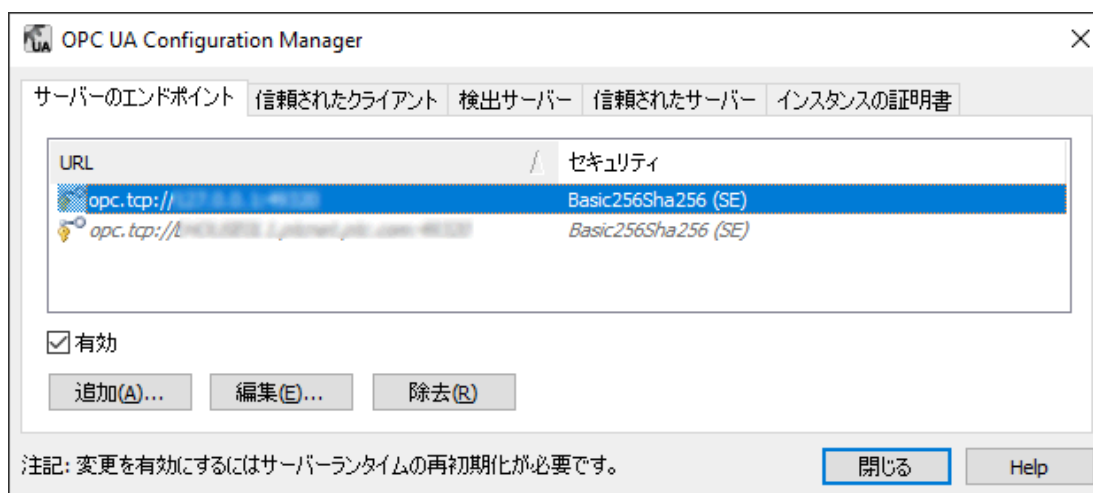 UA OPC UA Configuration Manager
サーバーのエンドポイント 信頼されたクライアント 検出サーバー 信頼されたサーバー インスタンスの証明書
URL セキュリティ
opc.tcp:// Basic256Sha256 (SE)
opc.tcp:// Basic256Sha256 (SE)
有効
追加(A)... 編集(E)... 除去(R)
注記: 変更を有効にするにはサーバーランタイムの再初期化が必要です。 閉じる Help